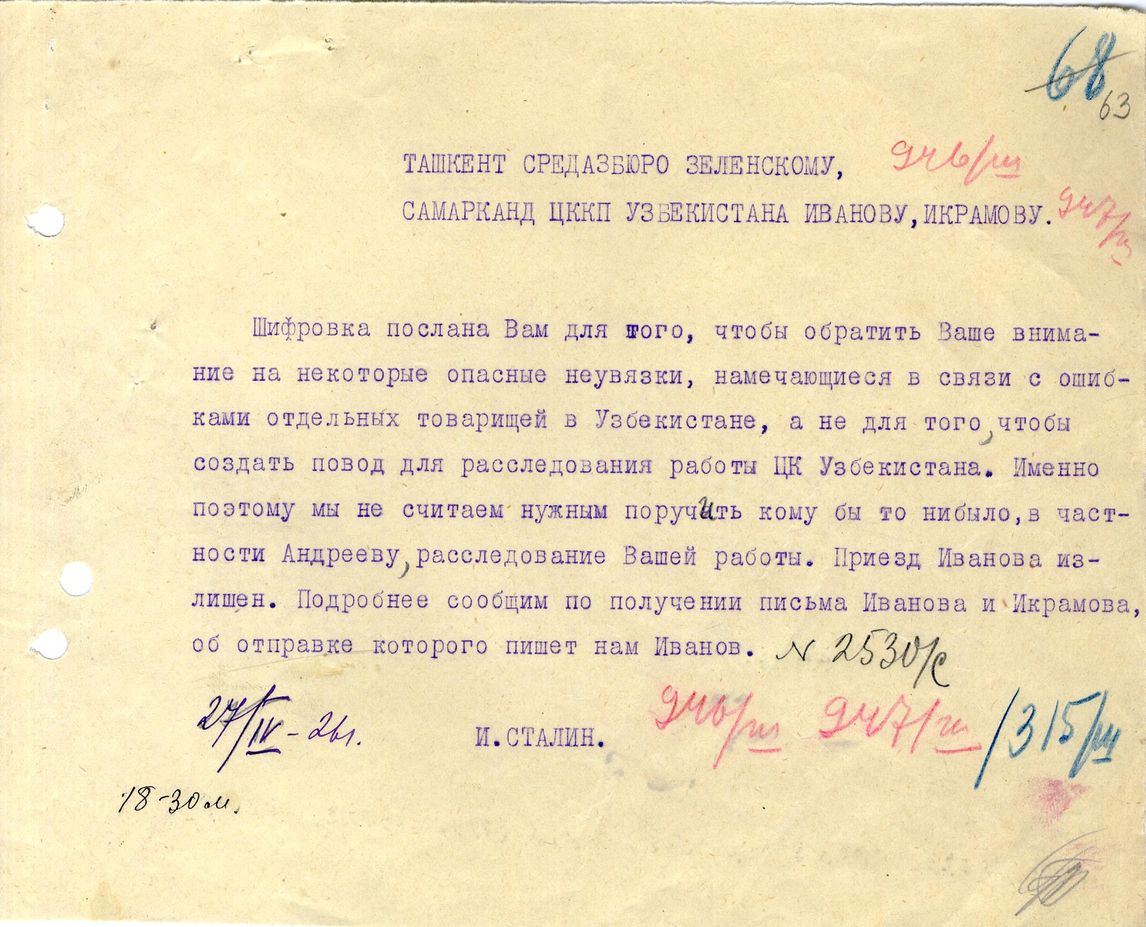 68
63
ТАШКЕНТ СРЕДАЗБЮРО ЗЕЛЕНСКОМУ, 946/ш
САМАРКАНД ЦККП УЗБЕКИСТАНА ИВАНОВУ, ИКРАМОВУ. 947/ш
Шифровка послана Вам для того, чтобы обратить Ваше внима-
ние на некоторые опасные неувязки, намечающиеся в связи с ошиб-
ками отдельных товарищей в Узбекистане, а не для того, чтобы
создать повод для расследования работы ЦК Узбекистана. Именно
поэтому мы не считаем нужным поручить кому бы то нибыло, в част-
ности Андрееву, расследование Вашей работы. Приезд Иванова из-
лишен. Подробнее сообщим по получении письма Иванова и Икрамова,
об отправке которого пишет нам Иванов. N 2530/с
27/IV - 26г. И.СТАЛИН. 946/ш 947/ш /315/ш
18-30 м.